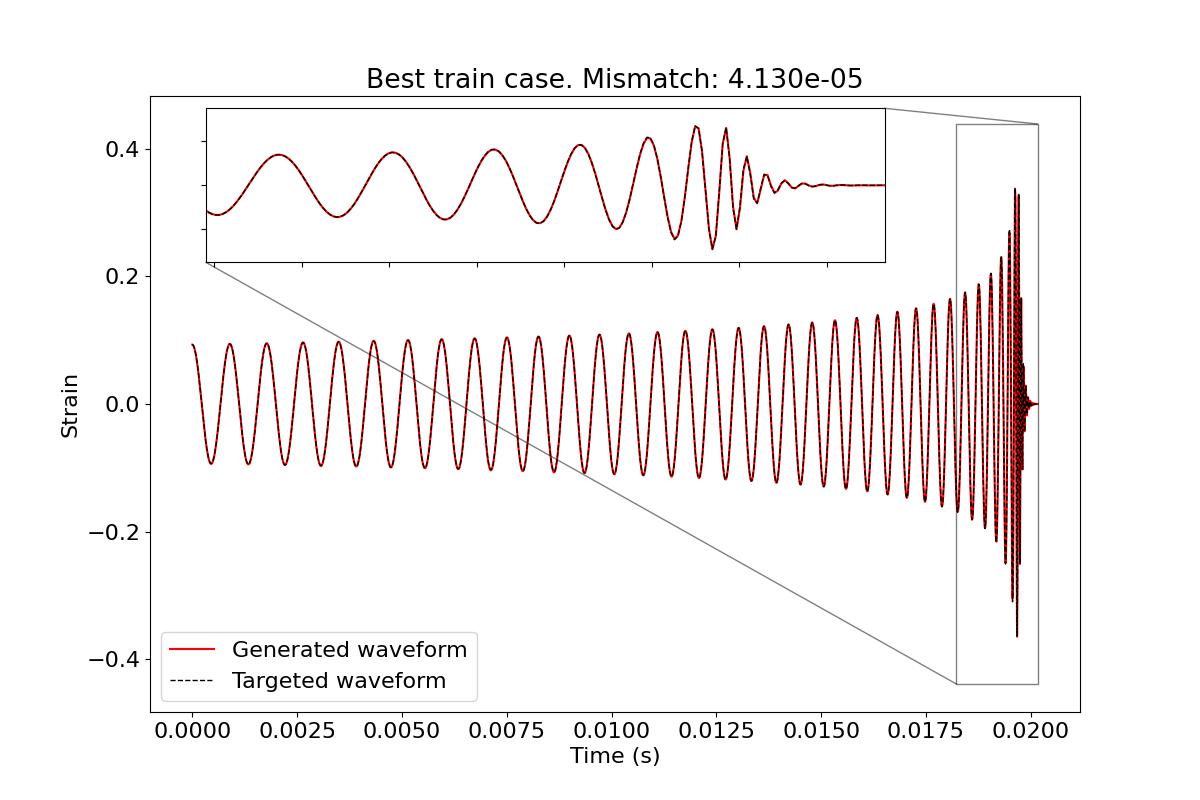 Best train case. Mismatch: 4.130e-05
0.4
0.2
0.0
−0.2
−0.4
Strain
Generated waveform
Targeted waveform
0.0000 0.0025 0.0050 0.0075 0.0100 0.0125 0.0150 0.0175 0.0200
Time (s)